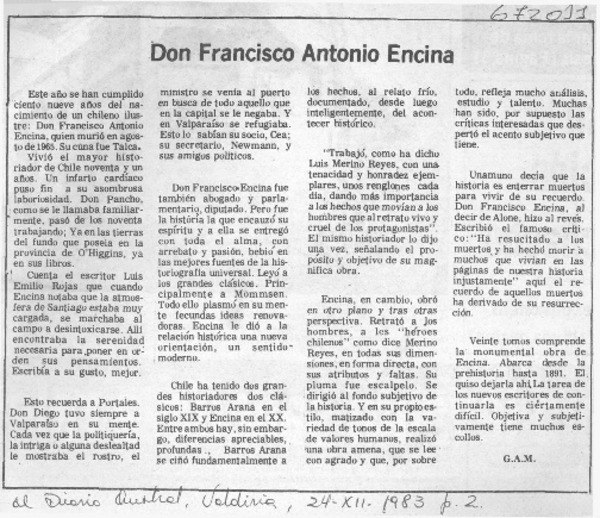 672011
Don Francisco Antonio Encina
Este año se han cumplido
ciento nueve años del na-
cimiento de un chileno ilus-
tre: Don Francisco Antonio
Encina, quien murió en agos-
to de 1965. Su cuna fue Talca.
Vivió el mayor histo-
riador de Chile noventa y un
años. Un infarto cardíaco
puso fin a su asombrosa
laboriosidad. Don Pancho,
como se le llamaba familiar-
mente, pasó de los noventa
trabajando; Ya en las tierras
del fundo que poseía en la
provincia de O'Higgins, ya
en sus libros.
Cuenta el escritor Luis
Emilio Rojas que cuando
Encina notaba que la atmos-
fera de Santiago estaba muy
cargada, se marchaba al
campo a desintoxicarse. Allí
encontraba la serenidad
necesaria para poner en or-
den sus pensamientos.
Escribía a su gusto, mejor.
Esto recuerda a Portales.
Don Diego tuvo siempre a
Valparaíso en su mente.
Cada vez que la politiquería,
la intriga o alguna deslealtad
le mostraba el rostro, el
ministro se venía al puerto
en busca de todo aquello que
en la capital se le negaba. Y
en Valparaíso se refugiaba.
Esto lo sabían su socio, Cea;
su secretario, Newmann, y
sus amigos políticos.
Don Francisco Encina fue
también abogado y parla-
mentario, diputado. Pero fue
la historia la que encauzó su
espíritu y a ella se entregó
con toda el alma, con
arrebato y pasión, bebió en
las mejores fuentes de la his-
toriografía universal. Leyó a
los grandes clásicos. Prin-
cipalmente a Mommsen.
Todo ello plasmó en su men-
te fecundas ideas renova-
doras. Encina le dió a la
relación histórica una nueva
orientación, un sentido
moderno.
Chile ha tenido dos gran-
des historiadores dos clá-
sicos: Barros Arana en el
siglo XIX y Encina en el XX.
Entre ambos hay, sin embar-
go, diferencias apreciables,
profundas., Barros Arana
se ciñó fundamentalmente a
los hechos, al relato frío,
documentado, desde luego
inteligentemente, del acon-
tecer histórico.
"Trabajó, como ha dicho
Luis Merino Reyes, con una
tenacidad y honradez ejem-
plares, unos renglones cada
día, dando más importancia
a los hechos que movían a los
hombres que al retrato vivo y
cruel de los protagonistas".
El mismo historiador lo dijo
una vez, señalando el pro-
pósito y objetivo de su mag-
nífica obra.
Encina, en cambio, obró
en otro plano y tras otras
perspectiva. Retrató a los
hombres, a los "héroes
chilenos" como dice Merino
Reyes, en todas sus dimen-
siones, en forma directa, con
sus atributos y faltas. Su
pluma fue escalpelo. Se
dirigió al fondo subjetivo de
la historia. Y en su propio es-
tilo, matizado con la va-
riedad de tonos de la escala
de valores humanos, realizó
una obra amena, que se lee
con agrado y que, por sobre
todo, refleja mucho análisis,
estudio y talento. Muchas
han sido, por supuesto las
críticas interesadas que des-
pertó el acento subjetivo que
tiene.
Unamuno decía que la
historia es enterrar muertos
para vivir de su recuerdo.
Don Francisco Encina, al
decir de Alone, hizo al revés.
Escribió el famoso críti-
co: "Ha resucitado a los
muertos y ha hecho morir a
muchos que vivían en las
páginas de nuestra historia
injustamente" aquí el re-
cuerdo de aquellos muertos
ha derivado de su resurrec-
ción.
Veinte tomos comprende
la monumental obra de
Encina. Abarca desde la
prehistoria hasta 1891. El
quiso dejarla ahí. La tarea de
los nuevos escritores de con-
tinuarla es ciértamente
difícil. Objetiva y subjeti-
vamente tiene muchos es-
collos.
G.A.M.
el Diario Austral, Valdivia, 24-XII-1983 p. 2.